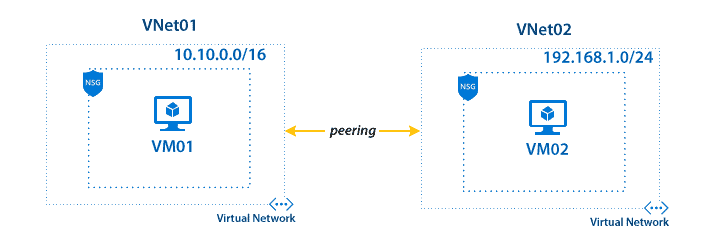 VNet01
10.10.0.0/16
NSG
VM01
Virtual Network
peering
VNet02
192.168.1.0/24
NSG
VM02
Virtual Network